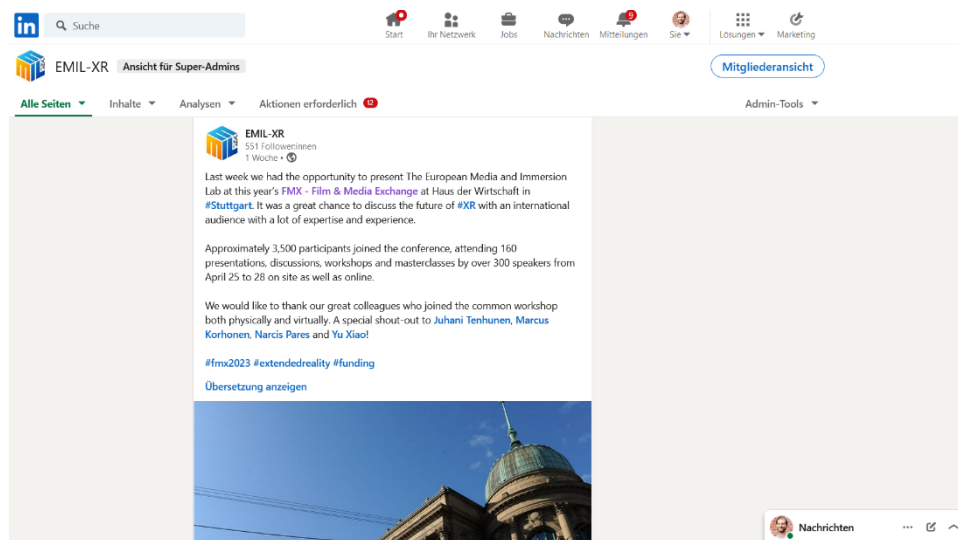 in
Suche
Start
Ihr Netzwerk
Jobs
Nachrichten
9
Mitteilungen
Sie
Lösungen
Marketing
EMIL-XR
Ansicht für Super-Admins
Mitgliederansicht
Alle Seiten
Inhalte
Analysen
Aktionen erforderlich 12
Admin-Tools
EMIL-XR
551 Follower:innen
1 Woche •
Last week we had the opportunity to present The European Media and Immersion
Lab at this year's FMX - Film & Media Exchange at Haus der Wirtschaft in
#Stuttgart. It was a great chance to discuss the future of #XR with an international
audience with a lot of expertise and experience.
Approximately 3,500 participants joined the conference, attending 160
presentations, discussions, workshops and masterclasses by over 300 speakers from
April 25 to 28 on site as well as online.
We would like to thank our great colleagues who joined the common workshop
both physically and virtually. A special shout-out to Juhani Tenhunen, Marcus
Korhonen, Narcis Pares and Yu Xiao!
#fmx2023 #extendedreality #funding
Übersetzung anzeigen
Nachrichten